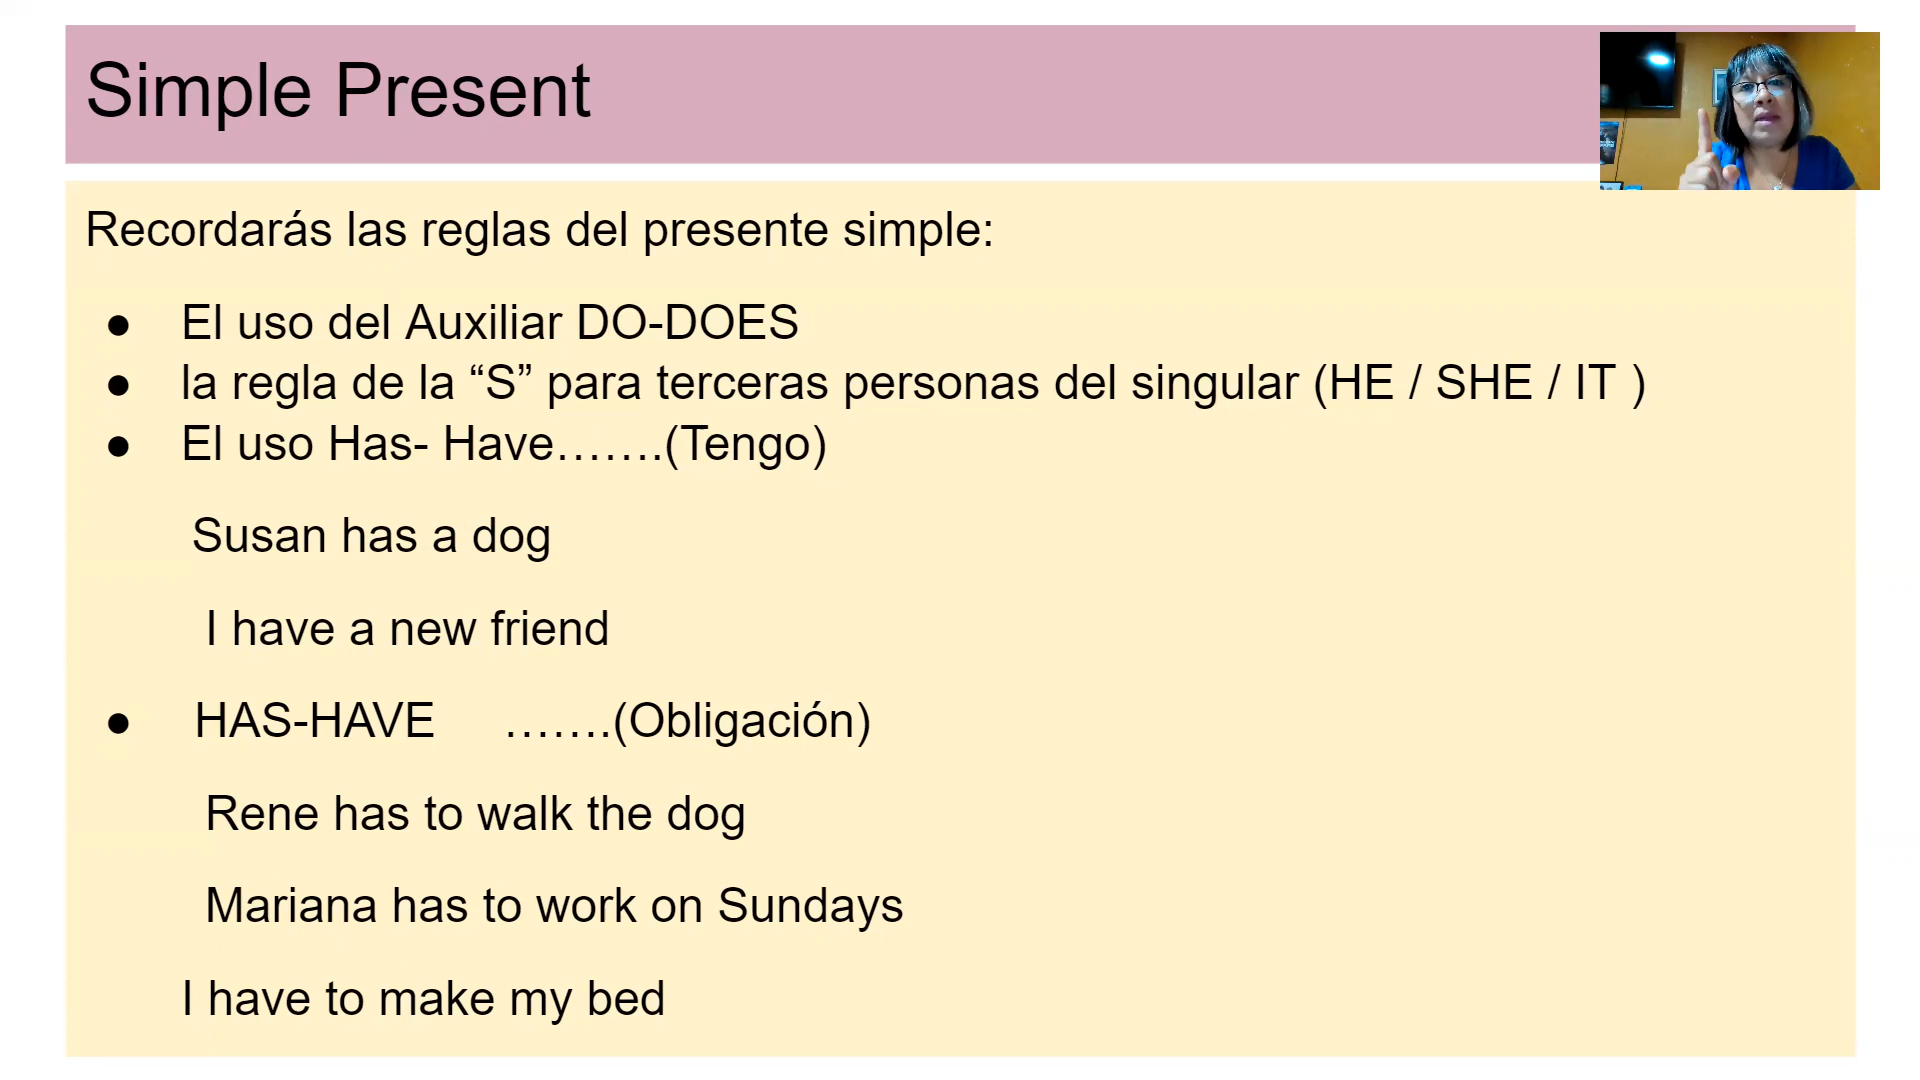 Simple Present
Recordarás las reglas del presente simple:
● El uso del Auxiliar DO-DOES
● la regla de la “S” para terceras personas del singular (HE / SHE / IT )
● El uso Has- Have…….(Tengo)
Susan has a dog
I have a new friend
● HAS-HAVE …….(Obligación)
Rene has to walk the dog
Mariana has to work on Sundays
I have to make my bed